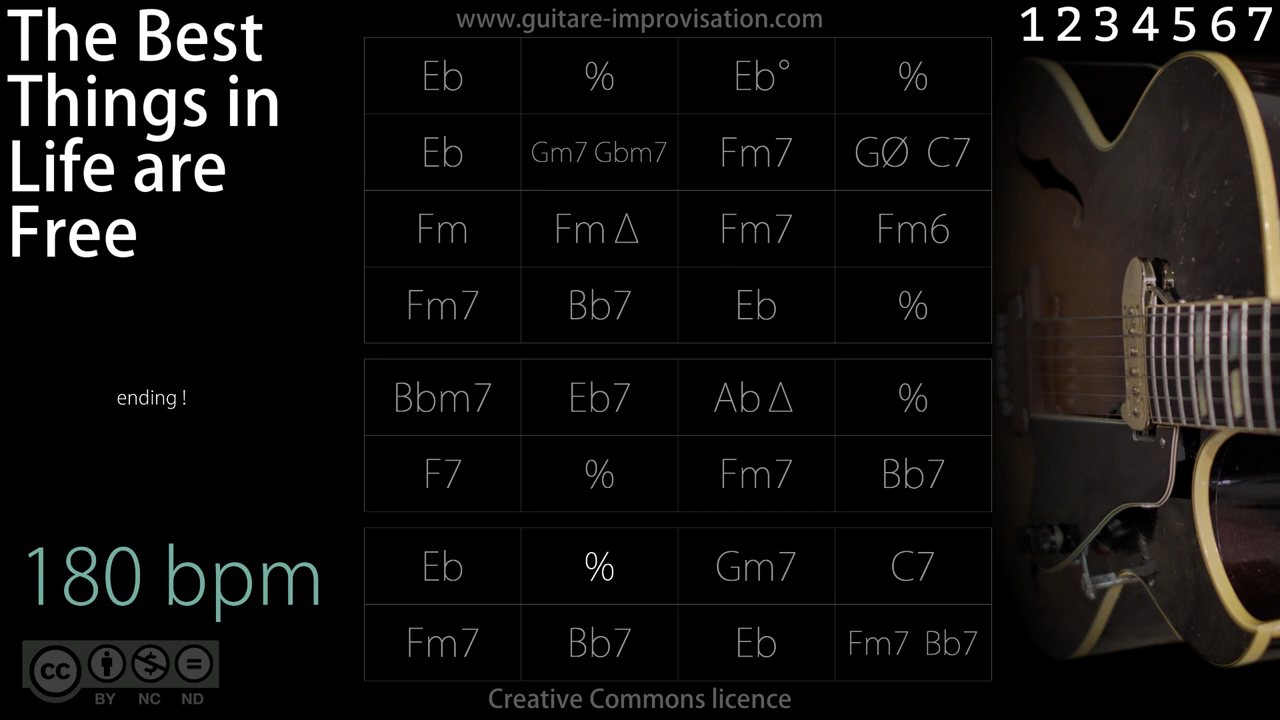 www.guitare-improvisation.com
1 2 3 4 5 6 7
The Best
Things in
Life are
Free
Eb % Eb° %
Eb Gm7 Gbm7 Fm7 GØ C7
Fm Fm Δ Fm7 Fm6
Fm7 Bb7 Eb %
ending !
Bbm7 Eb7 Ab Δ %
F7 % Fm7 Bb7
180 bpm
Eb % Gm7 C7
Fm7 Bb7 Eb Fm7 Bb7
cc
BY NC ND
Creative Commons licence